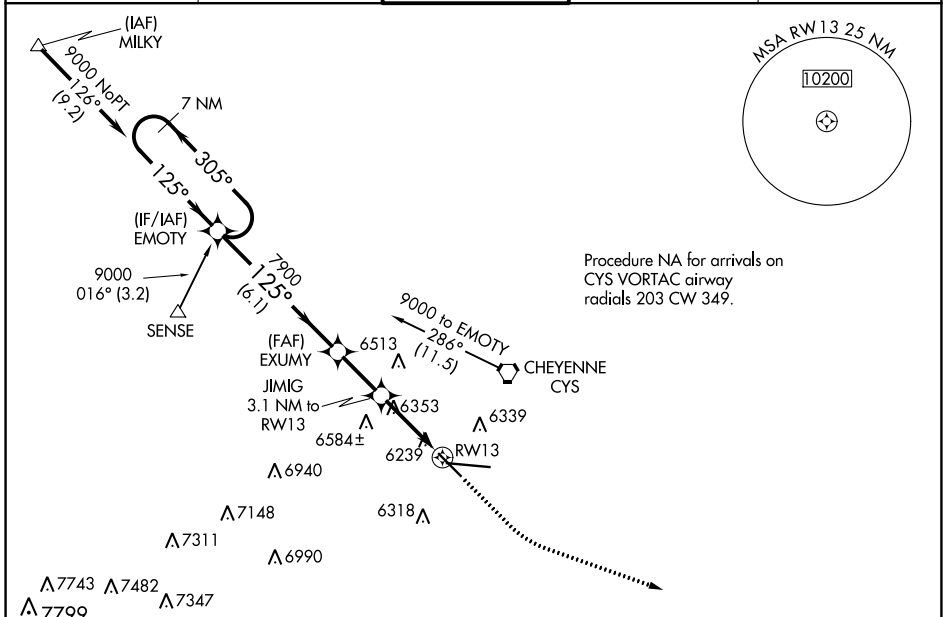 (IAF)
MILKY
9000 NoPT
126°
(9.2)
7 NM
305°
125°
(IF/IAF)
EMOTY
9000
016° (3.2)
SENSE
7900
125°
(6.1)
(FAF)
EXUMY
JIMIG
3.1 NM to
RW13
9000 to EMOTY
286°
(11.5)
CHEYENNE
CYS
6513
6353
6339
6584±
6239
RW13
6940
7148
6318
7311
6990
7743
7482
7347
7799
MSA RW13 25 NM
10200
Procedure NA for arrivals on
CYS VORTAC airway
radials 203 CW 349.